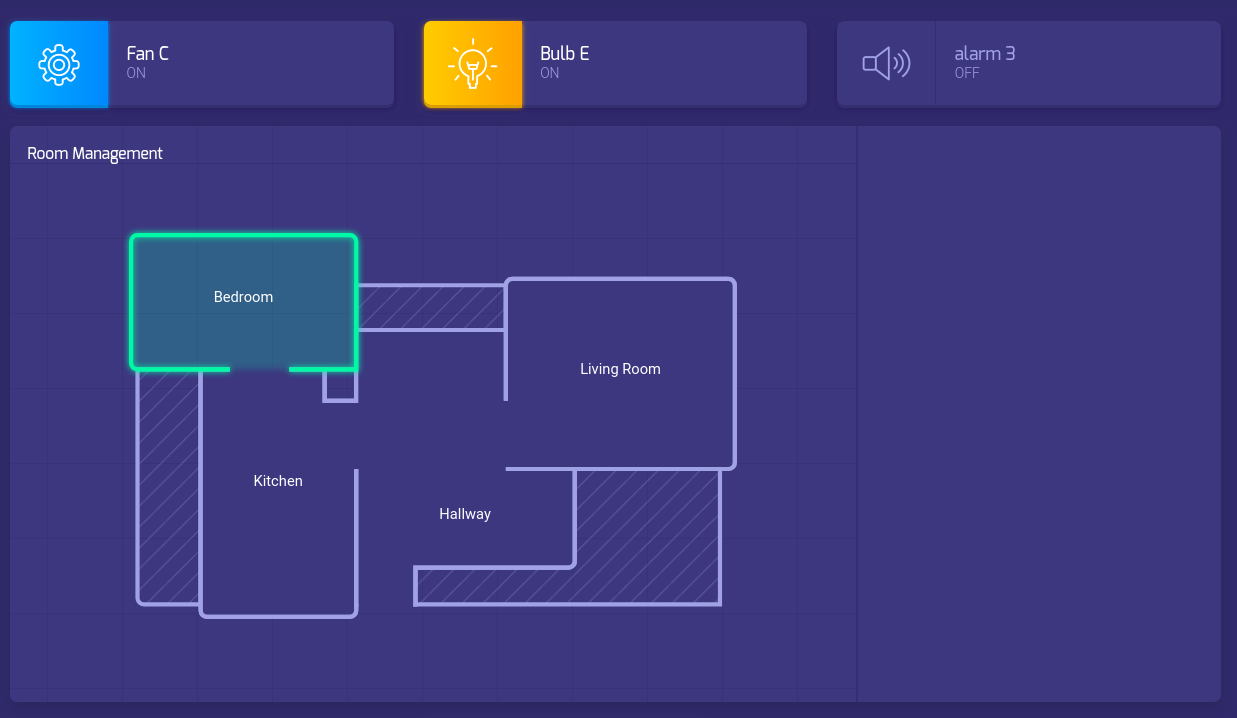 Fan C
ON
Bulb E
ON
alarm 3
OFF
Room Management
Bedroom
Living Room
Kitchen
Hallway